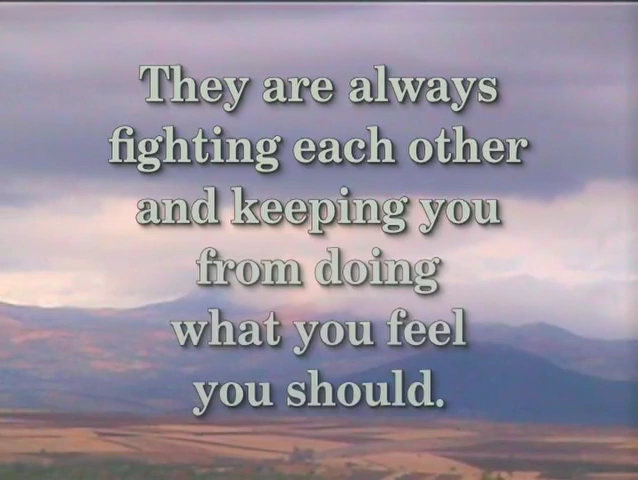 They are always
fighting each other
and keeping you
from doing
what you feel
you should.